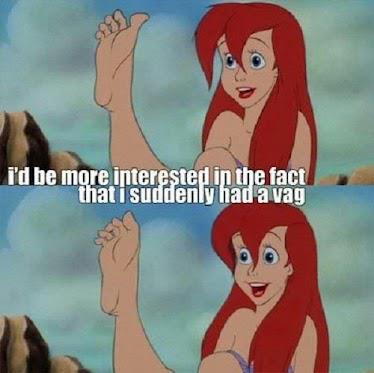 i'd be more interested in the fact
that i suddenly had a vag